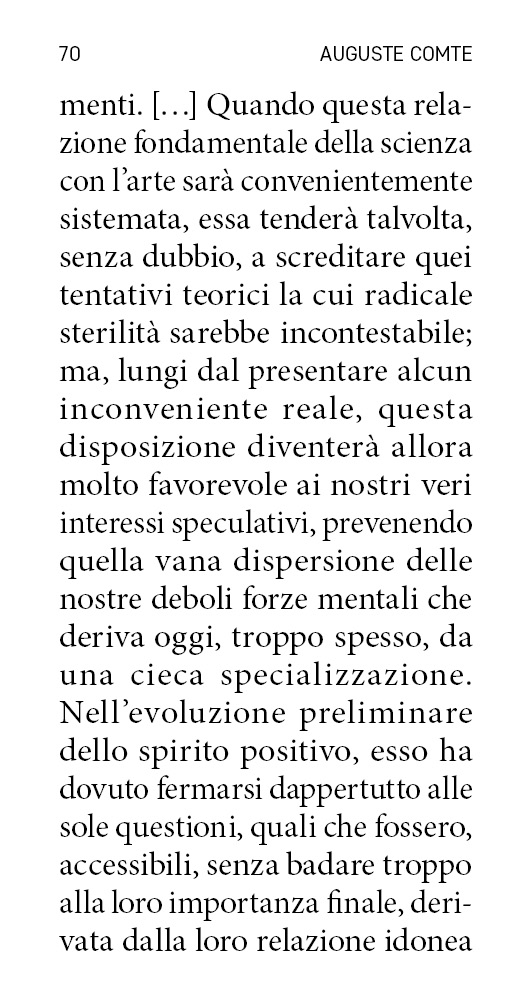 70 AUGUSTE COMTE
menti. […] Quando questa rela-
zione fondamentale della scienza
con l’arte sarà convenientemente
sistemata, essa tenderà talvolta,
senza dubbio, a screditare quei
tentativi teorici la cui radicale
sterilità sarebbe incontestabile;
ma, lungi dal presentare alcun
inconveniente reale, questa
disposizione diventerà allora
molto favorevole ai nostri veri
interessi speculativi, prevenendo
quella vana dispersione delle
nostre deboli forze mentali che
deriva oggi, troppo spesso, da
una cieca specializzazione.
Nell’evoluzione preliminare
dello spirito positivo, esso ha
dovuto fermarsi dappertutto alle
sole questioni, quali che fossero,
accessibili, senza badare troppo
alla loro importanza finale, deri-
vata dalla loro relazione idonea